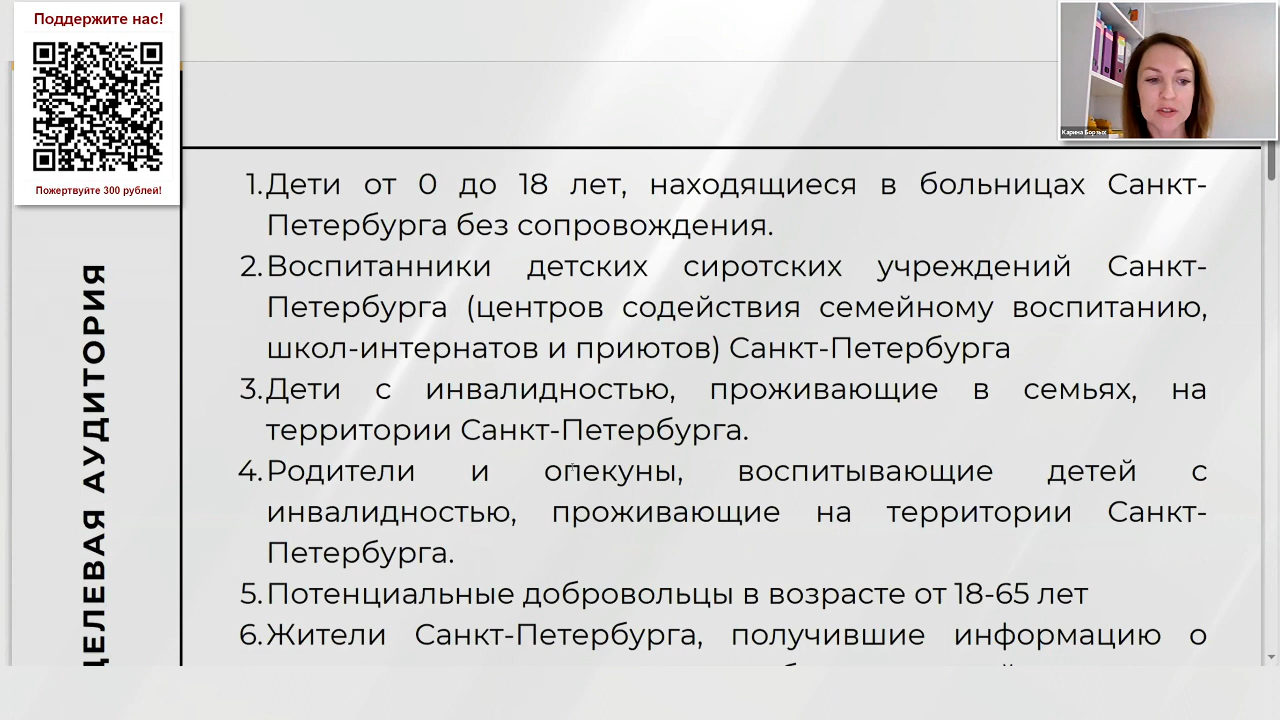 Поддержите нас!
Пожертвуйте 300 рублей!
Карина Борзых
ЦЕЛЕВАЯ АУДИТОРИЯ
1. Дети от 0 до 18 лет, находящиеся в больницах Санкт-
Петербурга без сопровождения.
2. Воспитанники детских сиротских учреждений Санкт-
Петербурга (центров содействия семейному воспитанию,
школ-интернатов и приютов) Санкт-Петербурга
3. Дети с инвалидностью, проживающие в семьях, на
территории Санкт-Петербурга.
4. Родители и опекуны, воспитывающие детей с
инвалидностью, проживающие на территории Санкт-
Петербурга.
5. Потенциальные добровольцы в возрасте от 18-65 лет
6. Жители Санкт-Петербурга, получившие информацию о